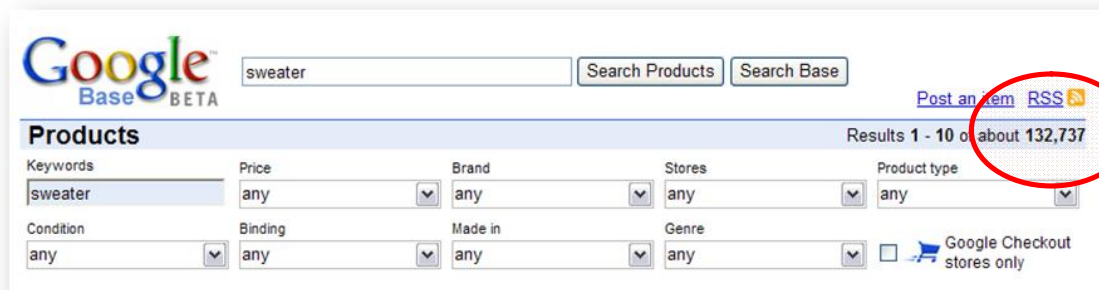 Google™
Base BETA
sweater
Search Products
Search Base
Post an item RSS
Products
Results 1 - 10 of about 132,737
Keywords
Price
Brand
Stores
Product type
sweater
any
any
any
any
Condition
Binding
Made in
Genre
any
any
any
any
Google Checkout
stores only